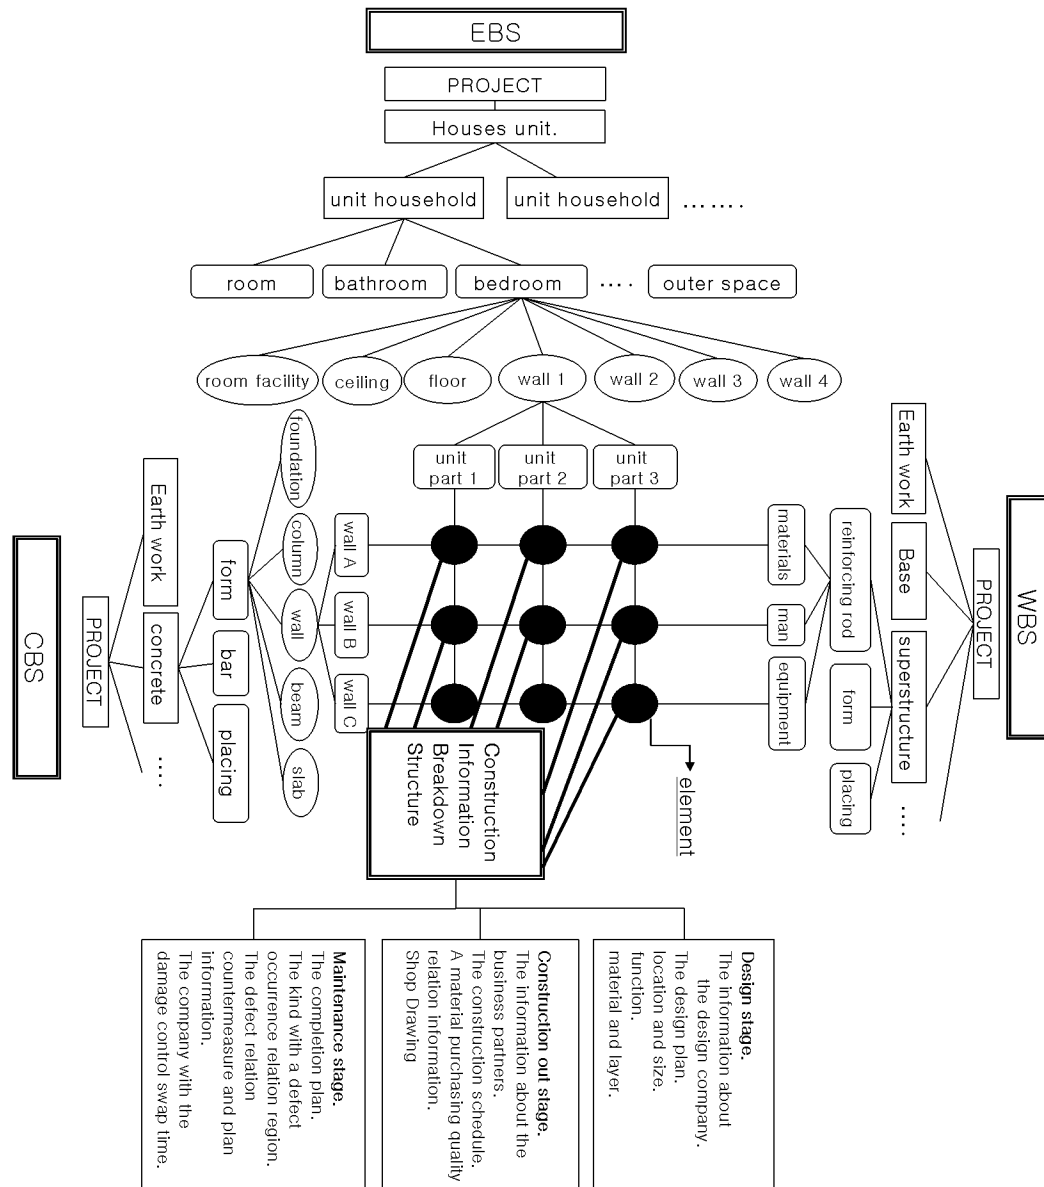 EBS
PROJECT
Houses unit.
unit household
unit household
.......
room
bathroom
bedroom
....
outer space
room facility
ceiling
floor
wall 1
wall 2
wall 3
wall 4
unit
part 1
unit
part 2
unit
part 3
CBS
PROJECT
Earth work
concrete
....
form
bar
placing
foundation
column
wall
beam
slab
wall A
wall B
wall C
WBS
PROJECT
Earth work
Base
superstructure
....
reinforcing rod
form
placing
materials
man
equipment
element
Construction
Information
Breakdown
Structure
Design stage.
The information about
the design company.
The design plan.
location and size.
function.
material and layer.
Construction out stage.
The information about the
business partners.
The construction schedule.
A material purchasing quality
relation information.
Shop Drawing
Maintenance stage.
The completion plan.
The kind with a defect
occurrence relation region.
The defect relation
countermeasure and plan
information.
The company with the
damage control swap time.